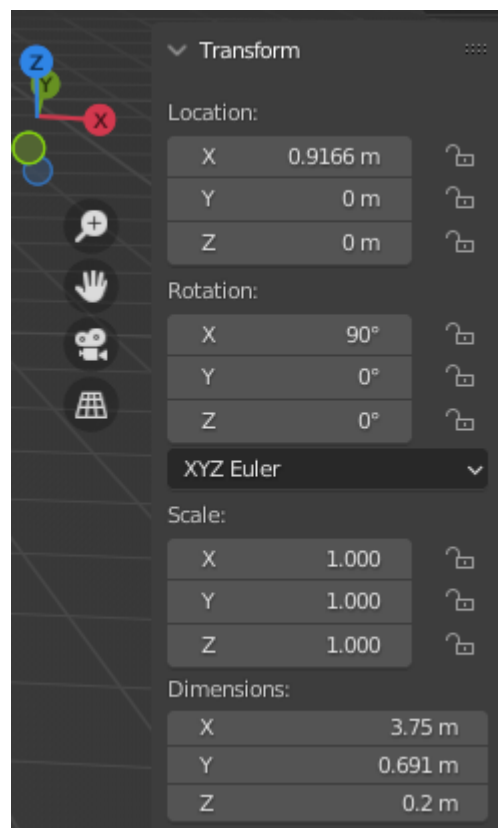 Z
Y
X
Transform
Location:
X 0.9166 m
Y 0 m
Z 0 m
Rotation:
X 90°
Y 0°
Z 0°
XYZ Euler
Scale:
X 1.000
Y 1.000
Z 1.000
Dimensions:
X 3.75 m
Y 0.691 m
Z 0.2 m